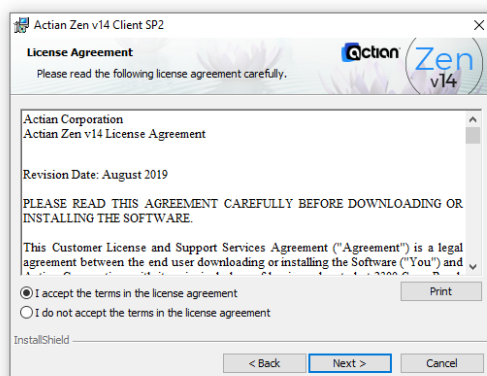 Actian Zen v14 Client SP2
License Agreement
Please read the following license agreement carefully.
actian
Zen
v14
Actian Corporation
Actian Zen v14 License Agreement
Revision Date: August 2019
PLEASE READ THIS AGREEMENT CAREFULLY BEFORE DOWNLOADING OR
INSTALLING THE SOFTWARE.
This Customer License and Support Services Agreement ("Agreement") is a legal
agreement between the end user downloading or installing the Software ("You") and
I accept the terms in the license agreement
Print
I do not accept the terms in the license agreement
InstallShield
< Back
Next >
Cancel